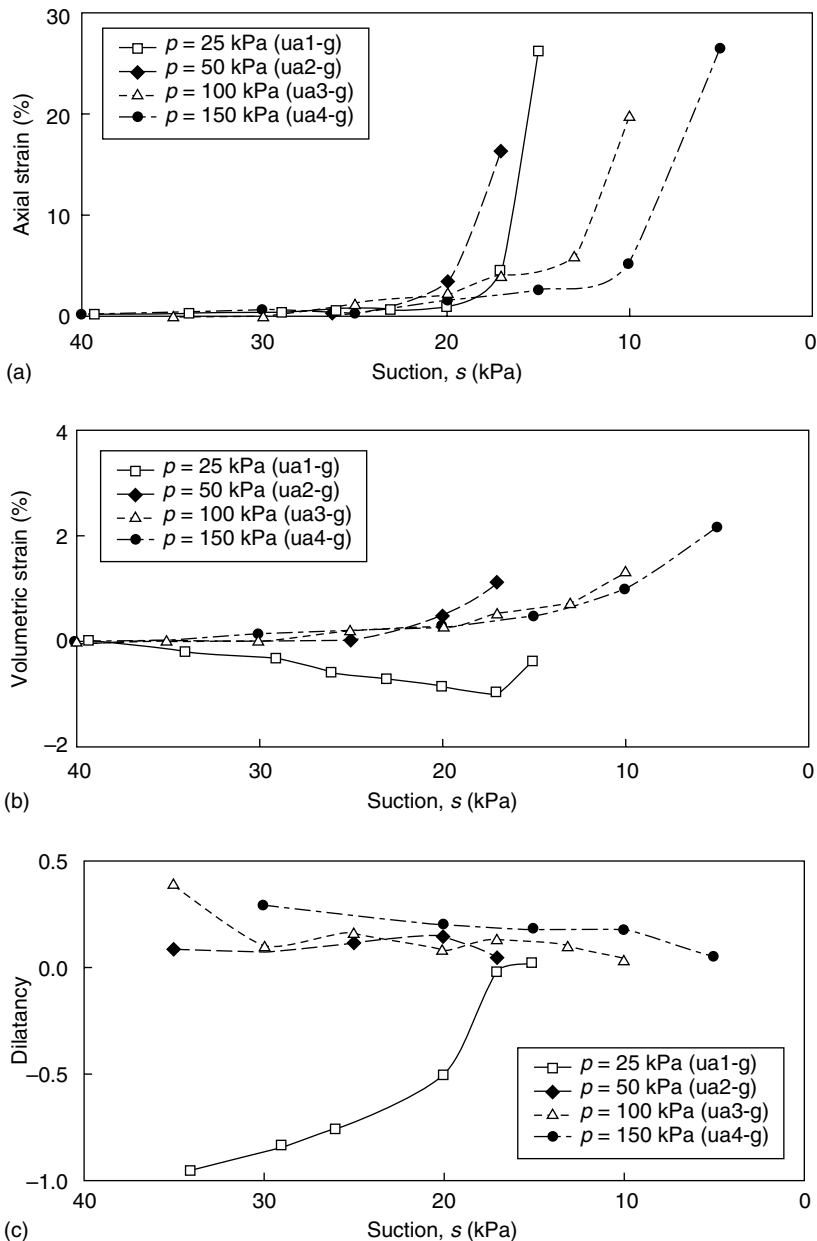 30
20
10
0
Axial strain (%)
p = 25 kPa (ua1-g)
p = 50 kPa (ua2-g)
p = 100 kPa (ua3-g)
p = 150 kPa (ua4-g)
40 30 20 10 0
Suction, s (kPa)
(a)
4
2
0
–2
Volumetric strain (%)
p = 25 kPa (ua1-g)
p = 50 kPa (ua2-g)
p = 100 kPa (ua3-g)
p = 150 kPa (ua4-g)
40 30 20 10 0
Suction, s (kPa)
(b)
0.5
0.0
–0.5
–1.0
Dilatancy
p = 25 kPa (ua1-g)
p = 50 kPa (ua2-g)
p = 100 kPa (ua3-g)
p = 150 kPa (ua4-g)
40 30 20 10 0
Suction, s (kPa)
(c)